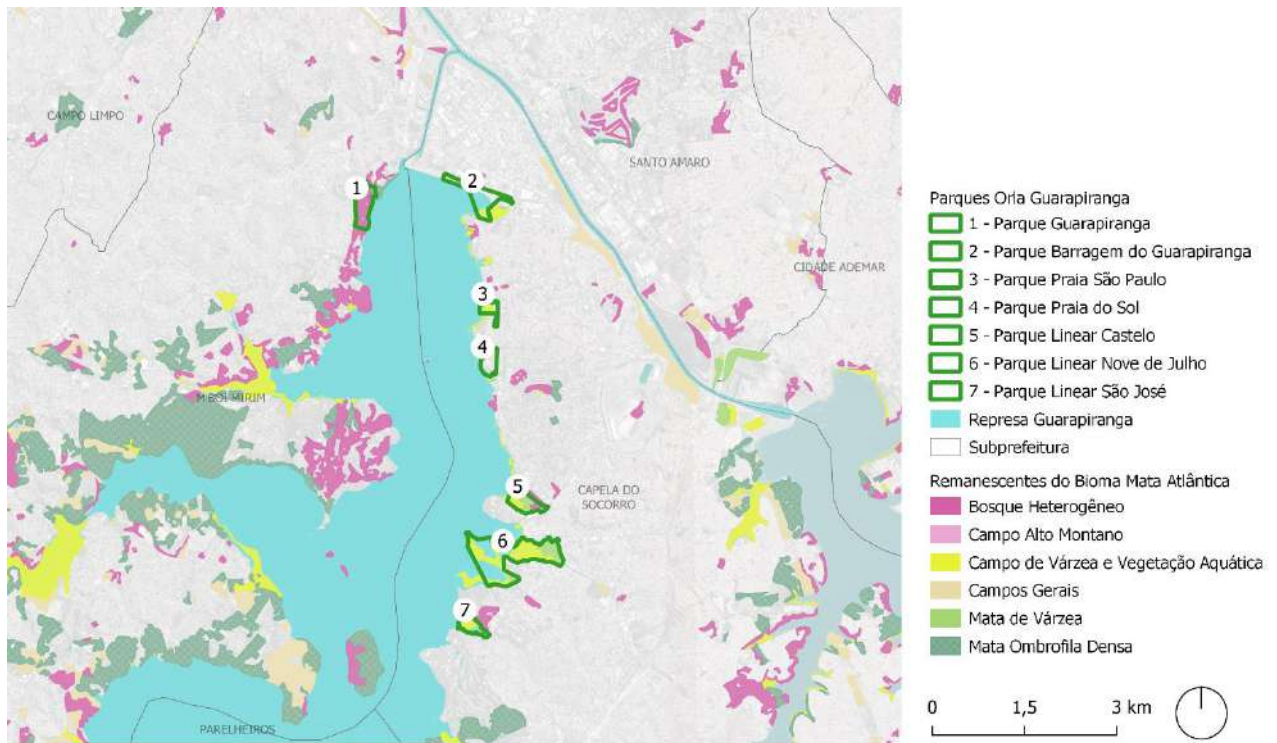 CAMPO LIMPO
SANTO AMARO
1
2
CIDADE ADEMAR
3
4
M'BOI MIRIM
5
CAPELA DO
SOCORRO
6
7
PARELHEIROS
Parques Orla Guarapiranga
1 - Parque Guarapiranga
2 - Parque Barragem do Guarapiranga
3 - Parque Praia São Paulo
4 - Parque Praia do Sol
5 - Parque Linear Castelo
6 - Parque Linear Nove de Julho
7 - Parque Linear São José
Represa Guarapiranga
Subprefeitura
Remanescentes do Bioma Mata Atlântica
Bosque Heterogêneo
Campo Alto Montano
Campo de Várzea e Vegetação Aquática
Campos Gerais
Mata de Várzea
Mata Ombrofila Densa
0 1,5 3 km